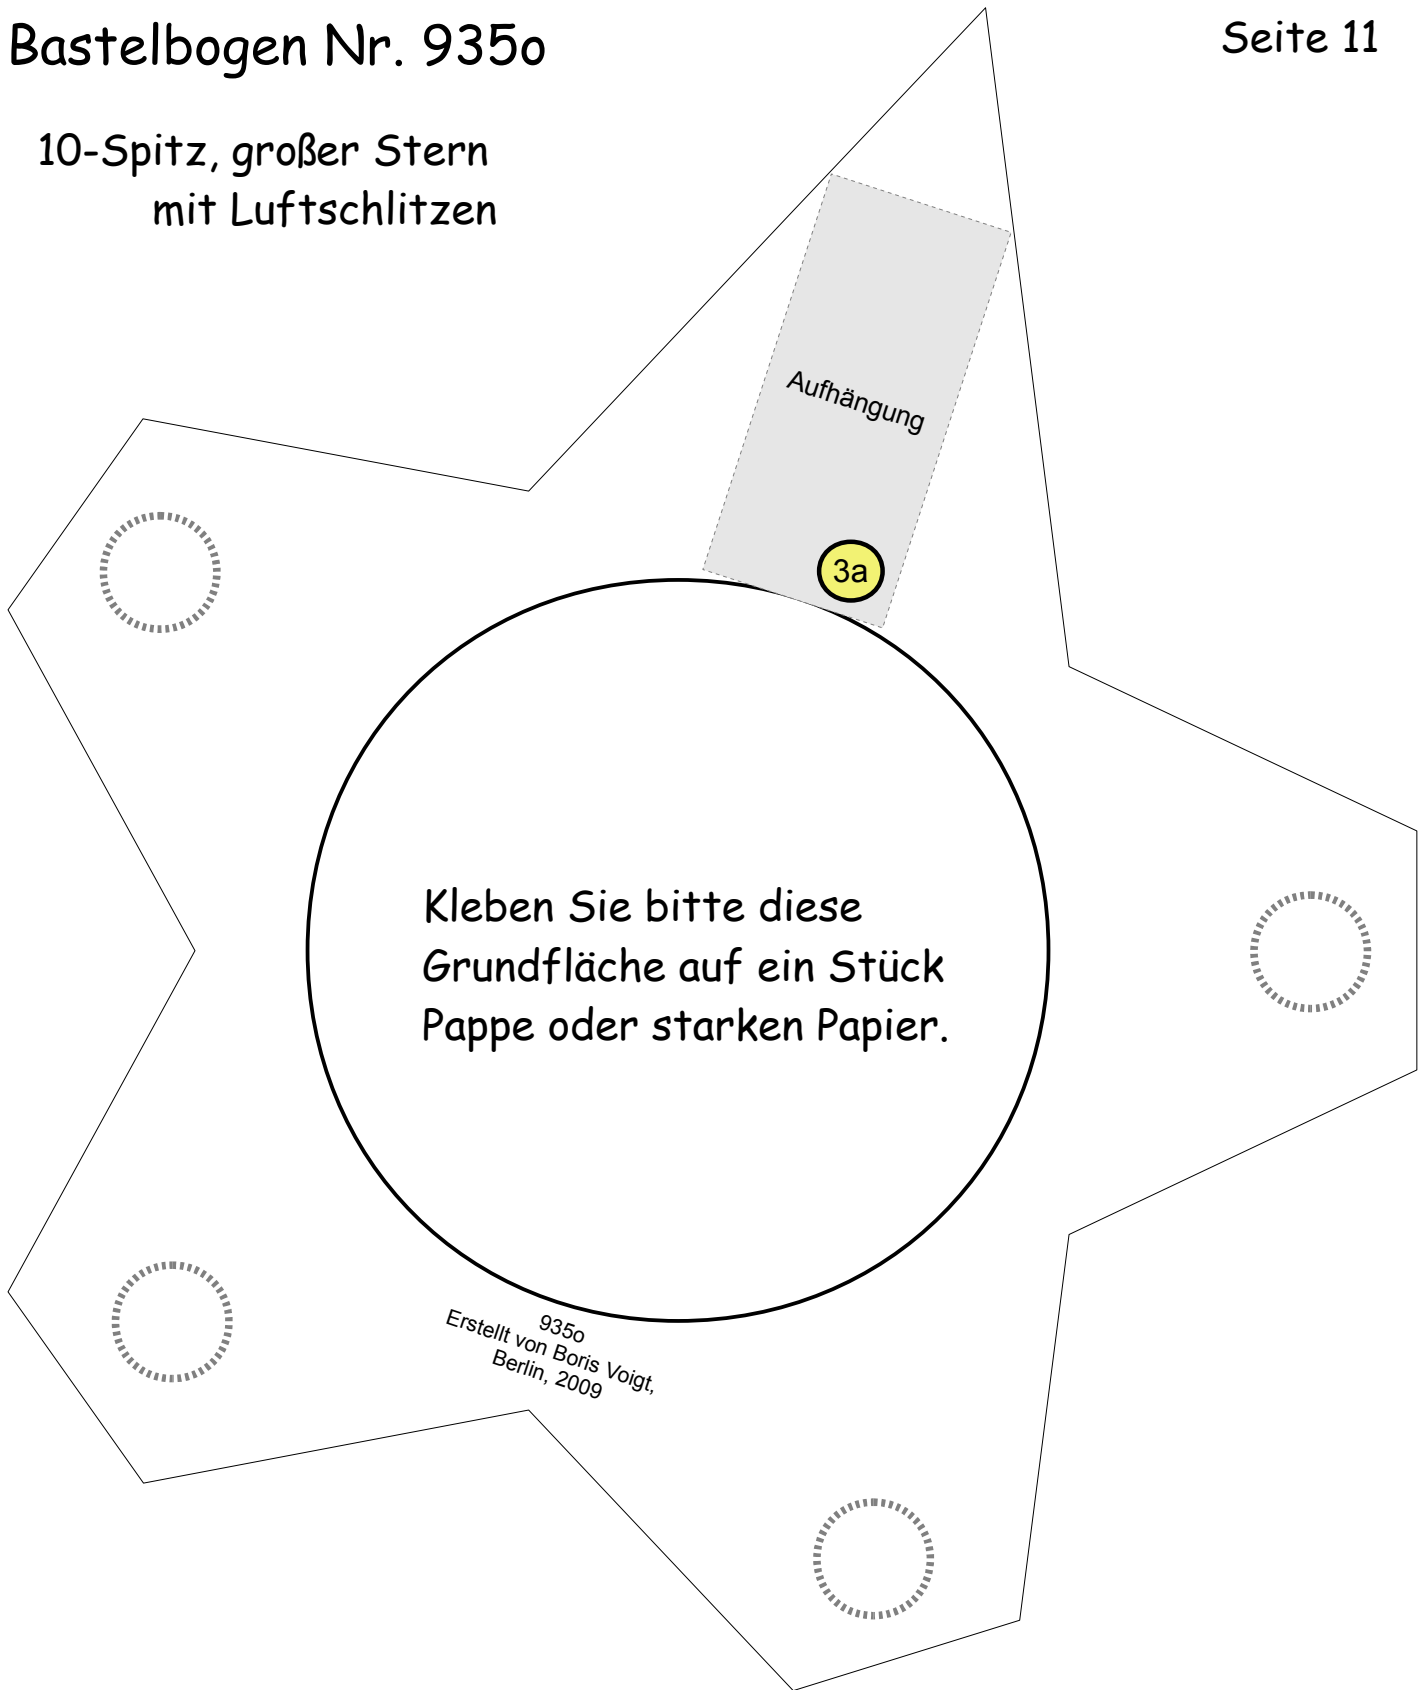 Bastelbogen Nr. 935o
Seite 11
10-Spitz, großer Stern
mit Luftschlitzen
Aufhängung
3a
Kleben Sie bitte diese
Grundfläche auf ein Stück
Pappe oder starken Papier.
935o
Erstellt von Boris Voigt,
Berlin, 2009